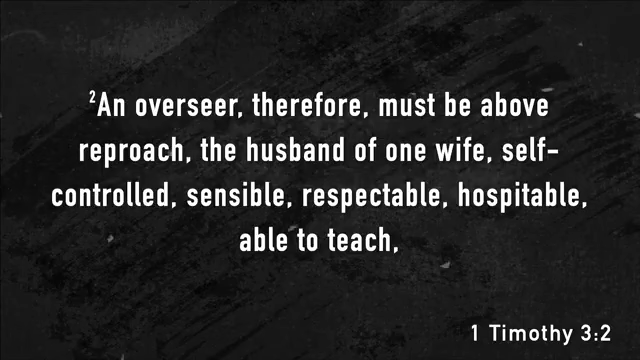 ²An overseer, therefore, must be above
reproach, the husband of one wife, self-
controlled, sensible, respectable, hospitable,
able to teach,
1 Timothy 3:2